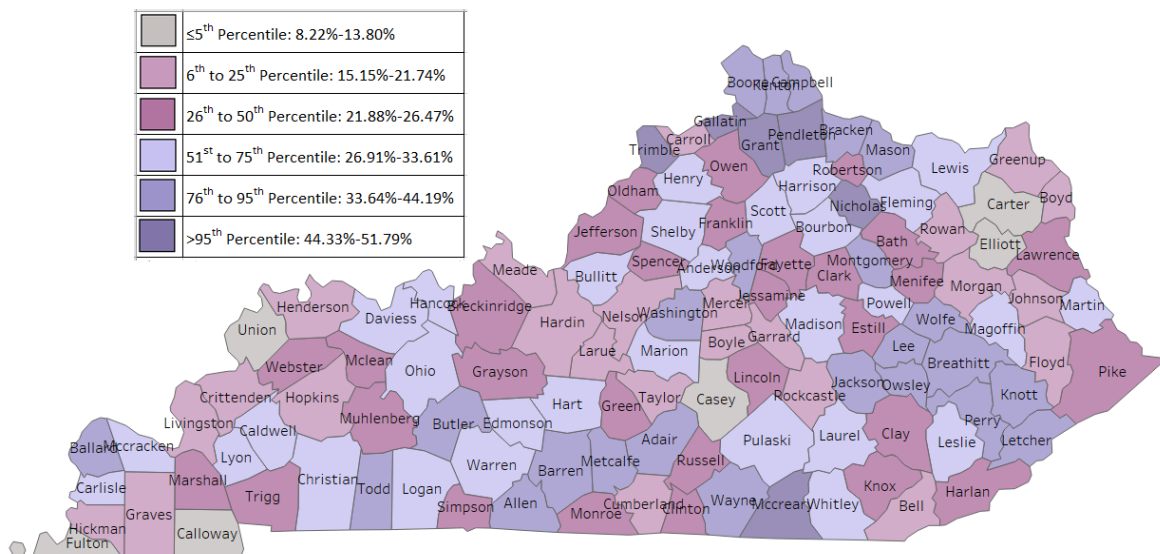 ≤5th Percentile: 8.22%-13.80%
6th to 25th Percentile: 15.15%-21.74%
26th to 50th Percentile: 21.88%-26.47%
51st to 75th Percentile: 26.91%-33.61%
76th to 95th Percentile: 33.64%-44.19%
>95th Percentile: 44.33%-51.79%
Boone
Kenton
Campbell
Gallatin
Pendleton
Bracken
Trimble
Carroll
Grant
Mason
Owen
Robertson
Lewis
Greenup
Oldham
Henry
Harrison
Nicholas
Fleming
Carter
Boyd
Jefferson
Shelby
Franklin
Scott
Bourbon
Bath
Rowan
Elliott
Lawrence
Meade
Bullitt
Spencer
Anderson
Woodford
Fayette
Clark
Montgomery
Menifee
Morgan
Johnson
Martin
Henderson
Hancock
Breckinridge
Hardin
Nelson
Washington
Mercer
Jessamine
Madison
Powell
Estill
Wolfe
Magoffin
Union
Daviess
Larue
Marion
Boyle
Garrard
Lee
Breathitt
Floyd
Pike
Webster
Mclean
Ohio
Grayson
Lincoln
Rockcastle
Jackson
Owsley
Knott
Crittenden
Hopkins
Muhlenberg
Butler
Edmonson
Hart
Green
Taylor
Casey
Livingston
Caldwell
Adair
Pulaski
Laurel
Clay
Leslie
Perry
Letcher
Ballard
Mccracken
Lyon
Warren
Barren
Metcalfe
Russell
Carlisle
Marshall
Trigg
Christian
Todd
Logan
Simpson
Allen
Monroe
Cumberland
Clinton
Wayne
Mccreary
Whitley
Knox
Bell
Harlan
Hickman
Graves
Calloway
Fulton